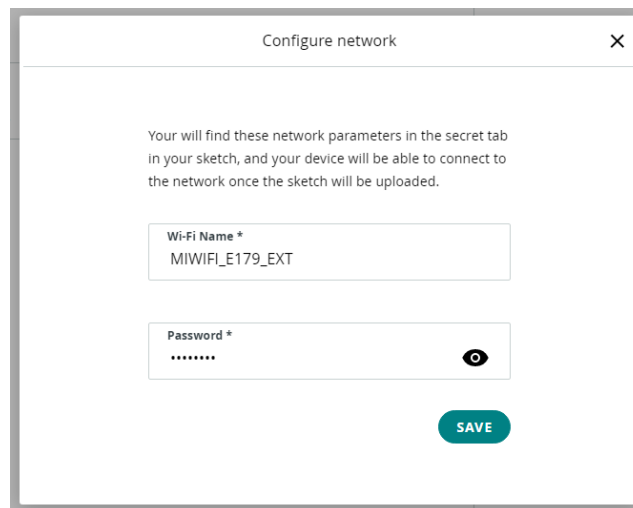 Configure network
Your will find these network parameters in the secret tab
in your sketch, and your device will be able to connect to
the network once the sketch will be uploaded.
Wi-Fi Name *
MIWIFI_E179_EXT
Password *
••••••••
SAVE